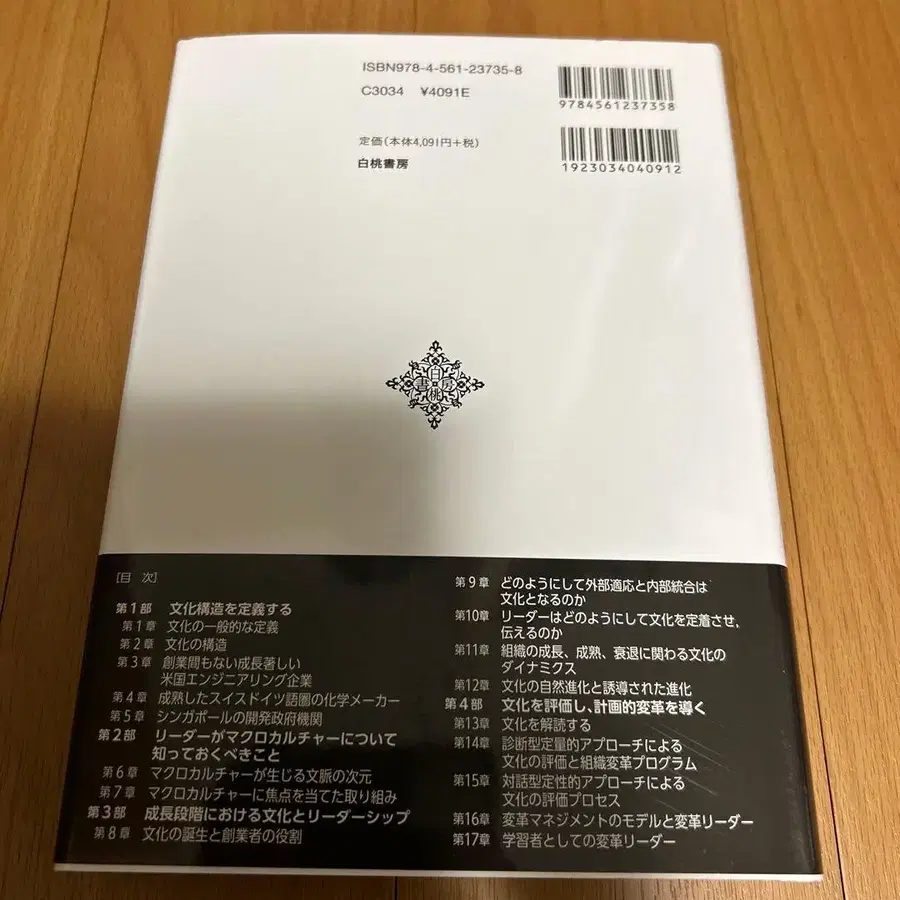 ISBN978-4-561-23735-8
C3034 ¥4091E
定価(本体4,091円+税)
白桃書房
9784561237358
1923034040912
白
書 房
桃
[目 次]
第1部 文化構造を定義する
第1章 文化の一般的な定義
第2章 文化の構造
第3章 創業間もない成長著しい
米国エンジニアリング企業
第4章 成熟したスイスドイツ語圏の化学メーカー
第5章 シンガポールの開発政府機関
第2部 リーダーがマクロカルチャーについて
知っておくべきこと
第6章 マクロカルチャーが生じる文脈の次元
第7章 マクロカルチャーに焦点を当てた取り組み
第3部 成長段階における文化とリーダーシップ
第8章 文化の誕生と創業者の役割
第9章 どのようにして外部適応と内部統合は
文化となるのか
第10章 リーダーはどのようにして文化を定着させ,
伝えるのか
第11章 組織の成長、成熟、衰退に関わる文化の
ダイナミクス
第12章 文化の自然進化と誘導された進化
第4部 文化を評価し、計画的変革を導く
第13章 文化を解読する
第14章 診断型定量的アプローチによる
文化の評価と組織変革プログラム
第15章 対話型定性的アプローチによる
文化の評価プロセス
第16章 変革マネジメントのモデルと変革リーダー
第17章 学習者としての変革リーダー